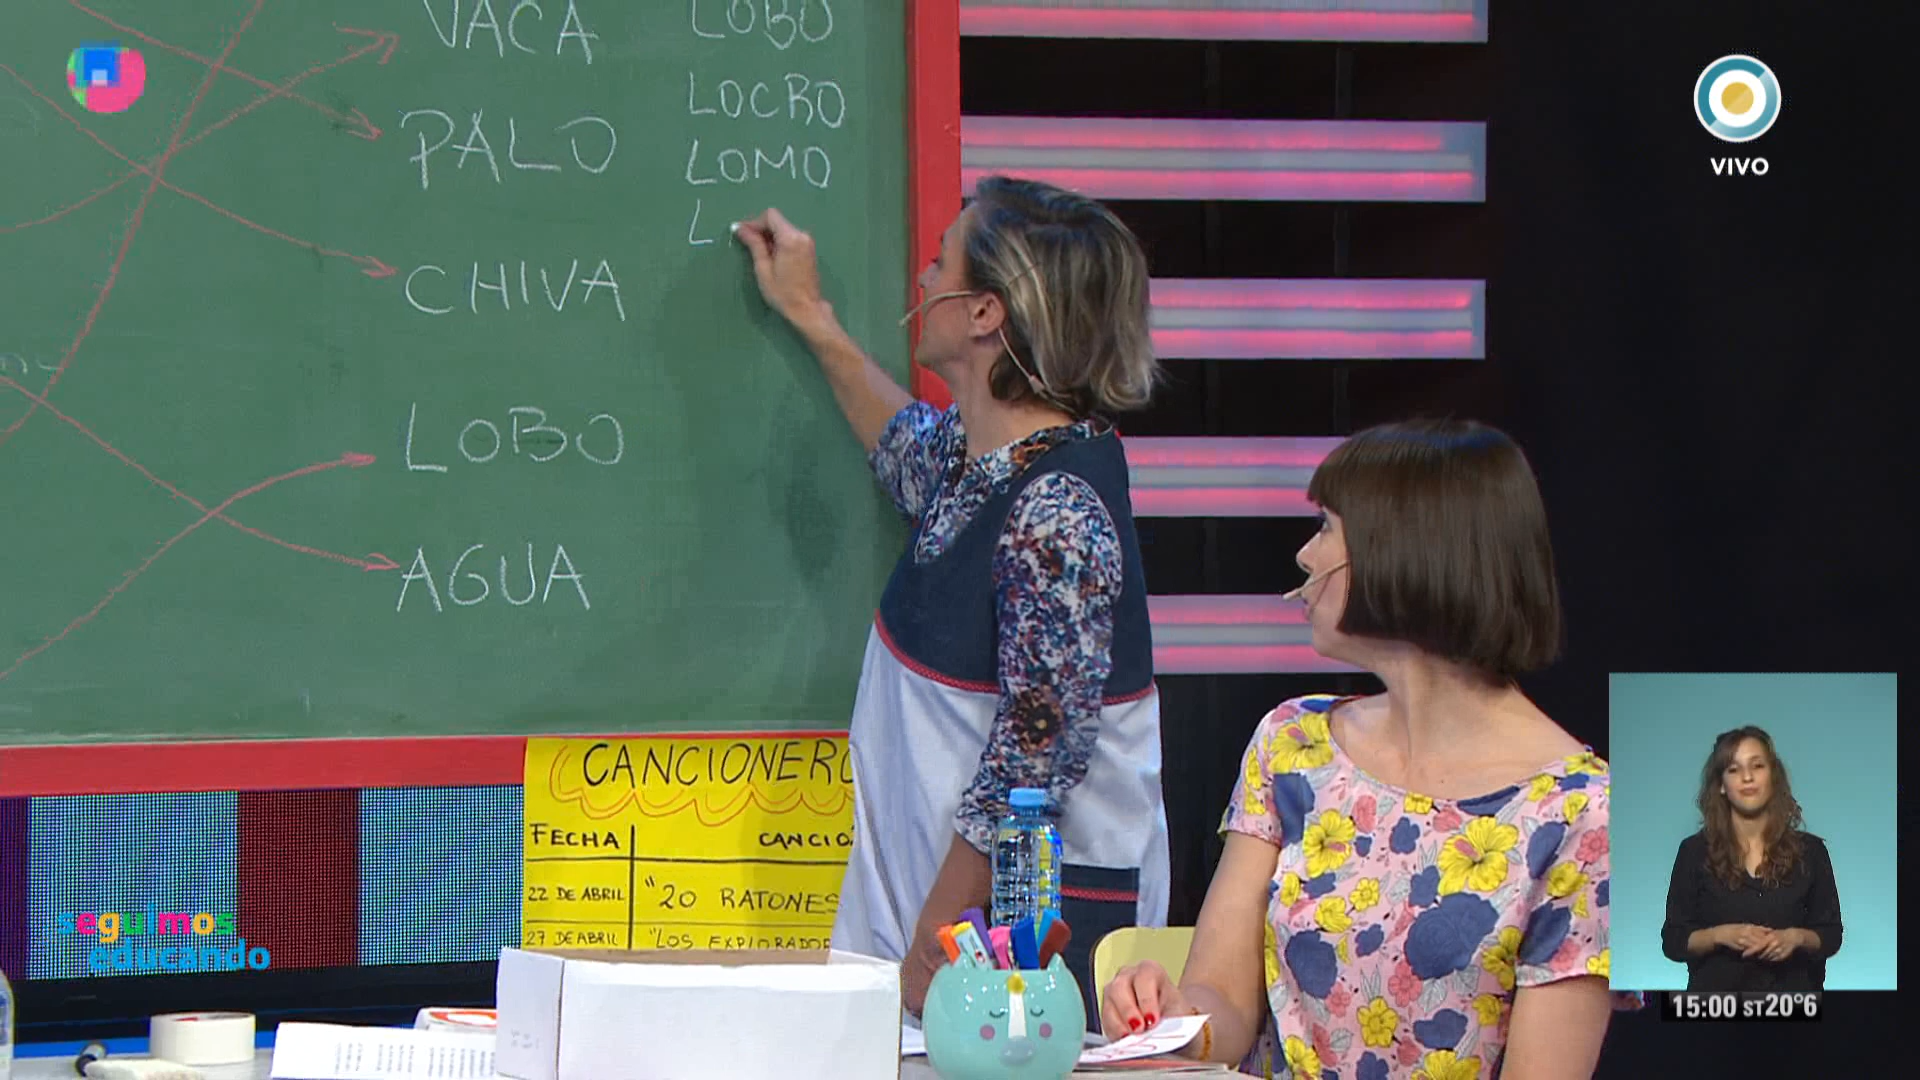 VACA
PALO
CHIVA
LOBO
AGUA
LOBO
LOCRO
LOMO
L
VIVO
CANCIONERO
FECHA
22 DE ABRIL "20 RATONES
27 DE ABRIL "LOS EXPLORADOR
seguimos
educando
15:00 ST20°6